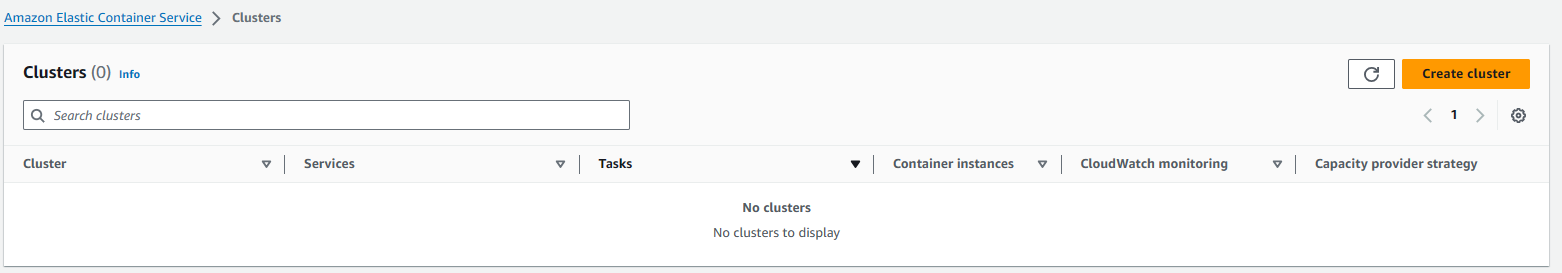 Amazon Elastic Container Service > Clusters
Clusters (0) Info
Create cluster
Search clusters
1
Cluster Services Tasks Container instances CloudWatch monitoring Capacity provider strategy
No clusters
No clusters to display